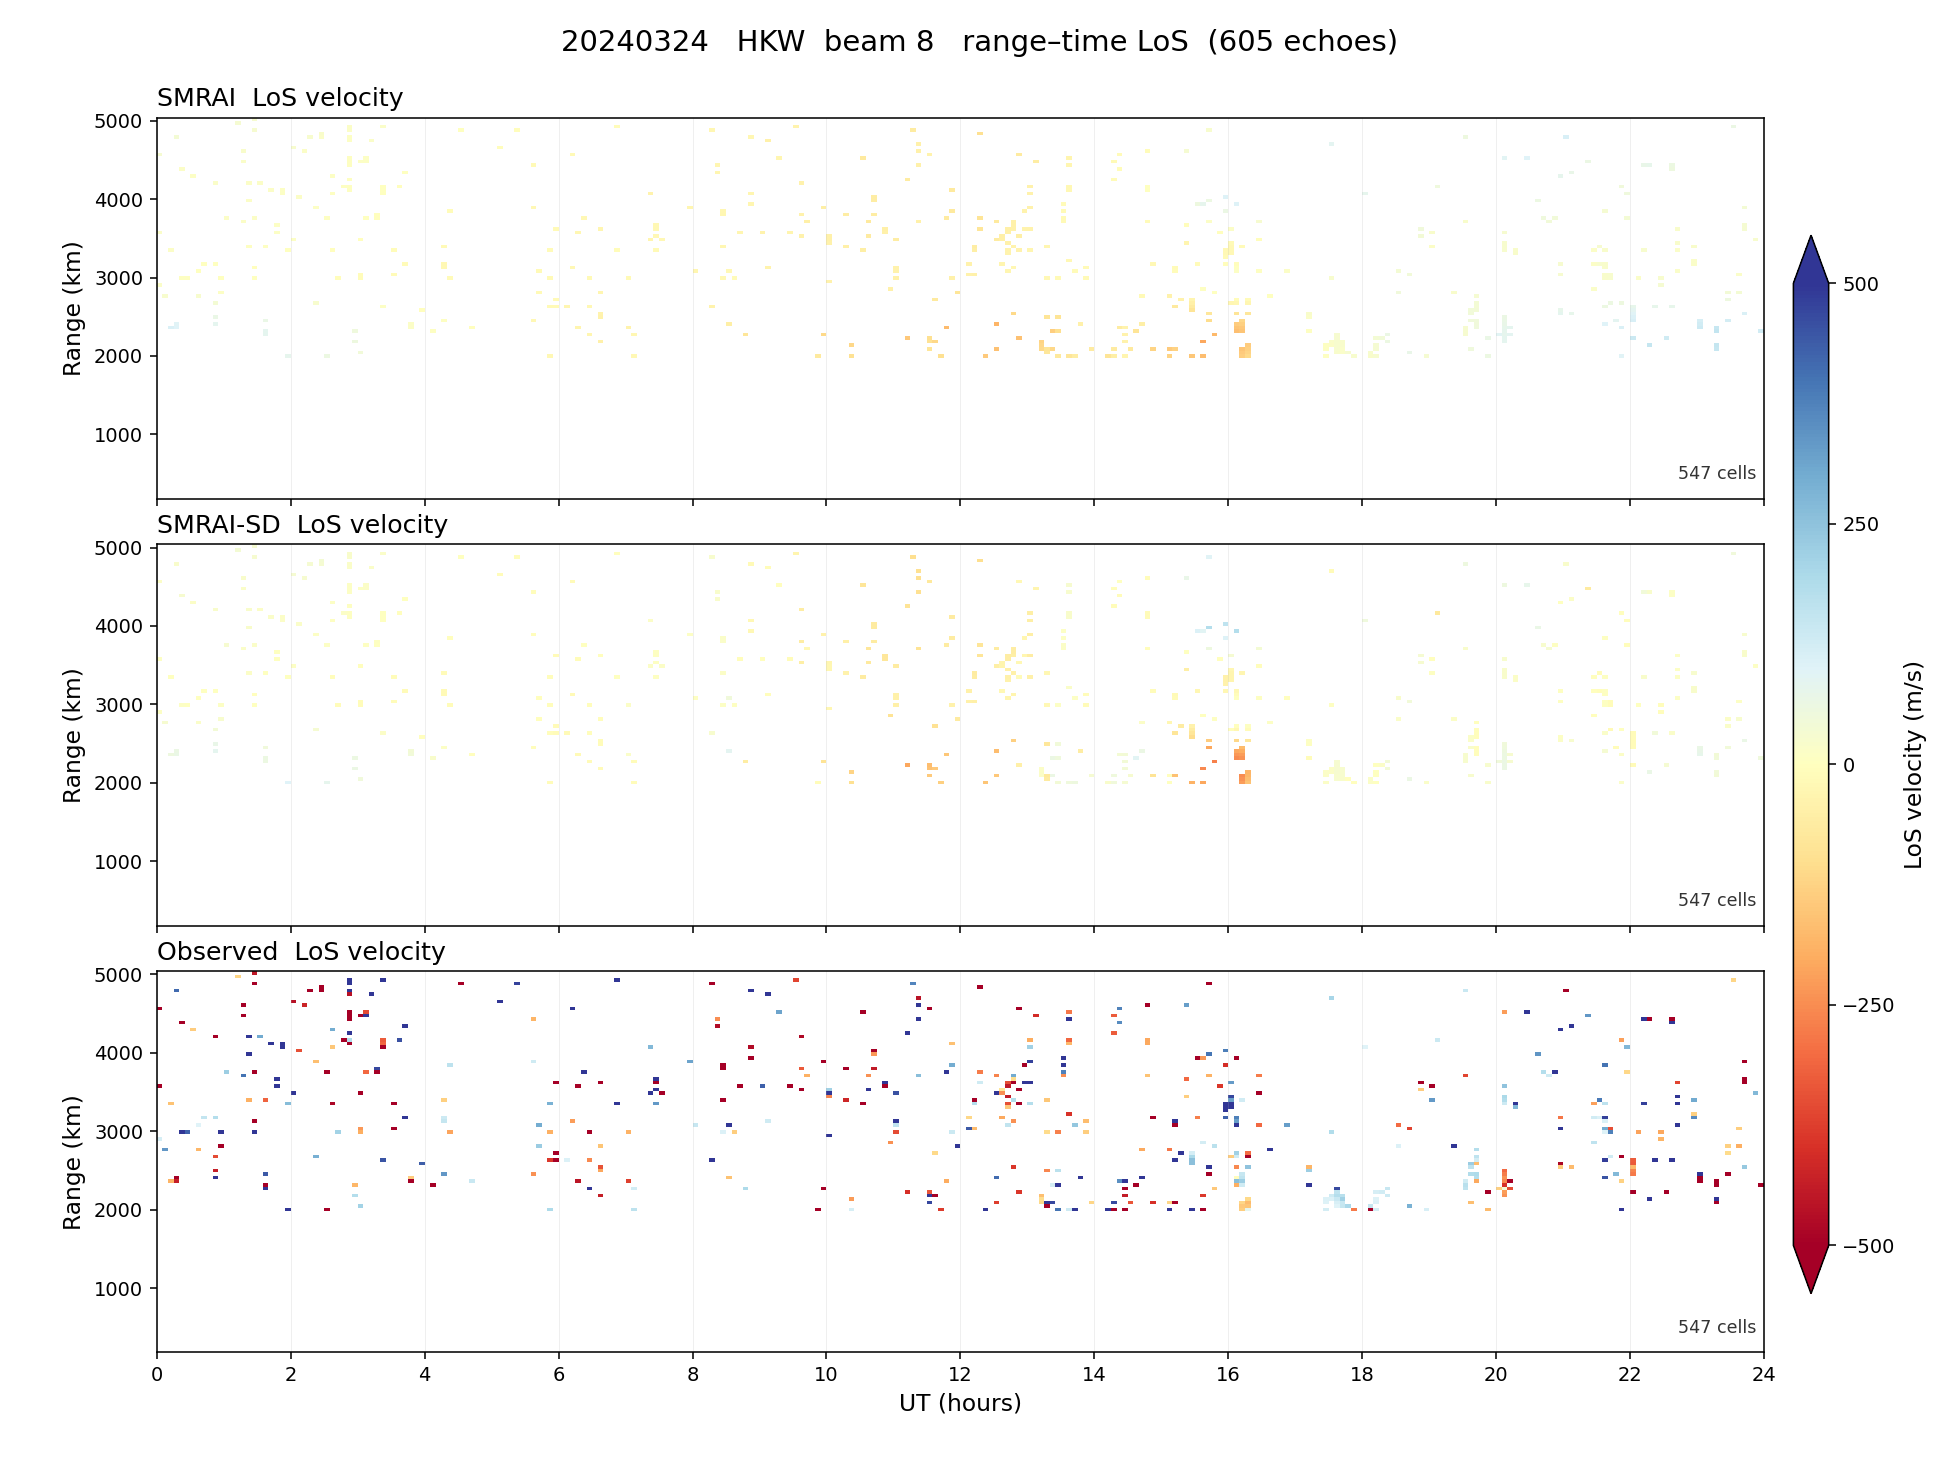 20240324 HKW beam 8 range–time LoS (605 echoes)
SMRAI LoS velocity
5000
4000
3000
2000
1000
Range (km)
547 cells
SMRAI-SD LoS velocity
5000
4000
3000
2000
1000
Range (km)
547 cells
Observed LoS velocity
5000
4000
3000
2000
1000
Range (km)
547 cells
0 2 4 6 8 10 12 14 16 18 20 22 24
UT (hours)
500
250
0
−250
−500
LoS velocity (m/s)